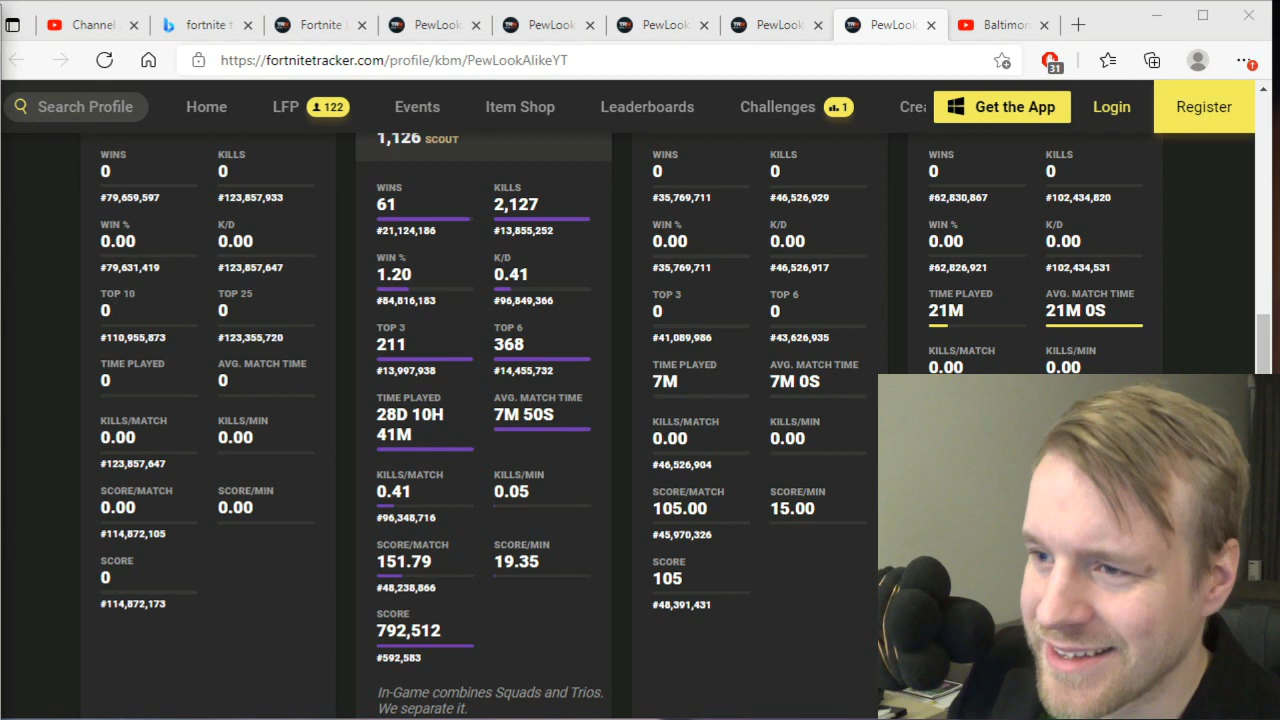 Channel
fortnite t
Fortnite
PewLook
PewLook
PewLook
PewLook
PewLook
Baltimor
https://fortnitetracker.com/profile/kbm/PewLookAlikeYT
31
Search Profile
Home
LFP 122
Events
Item Shop
Leaderboards
Challenges 1
Crea
Get the App
Login
Register
WINS KILLS
0 0
#79,659,597 #123,857,933
WIN % K/D
0.00 0.00
#79,631,419 #123,857,647
TOP 10 TOP 25
0 0
#110,955,873 #123,355,720
TIME PLAYED AVG. MATCH TIME
0 0
KILLS/MATCH KILLS/MIN
0.00 0.00
#123,857,647
SCORE/MATCH SCORE/MIN
0.00 0.00
#114,872,105
SCORE
0
#114,872,173
1,126 SCOUT
WINS KILLS
61 2,127
#21,124,186 #13,855,252
WIN % K/D
1.20 0.41
#84,816,183 #96,849,366
TOP 3 TOP 6
211 368
#13,997,938 #14,455,732
TIME PLAYED AVG. MATCH TIME
28D 10H 7M 50S
41M
KILLS/MATCH KILLS/MIN
0.41 0.05
#96,348,716
SCORE/MATCH SCORE/MIN
151.79 19.35
#48,238,866
SCORE
792,512
#592,583
In-Game combines Squads and Trios.
We separate it.
WINS KILLS
0 0
#35,769,711 #46,526,929
WIN % K/D
0.00 0.00
#35,769,711 #46,526,917
TOP 3 TOP 6
0 0
#41,089,986 #43,626,935
TIME PLAYED AVG. MATCH TIME
7M 7M 0S
KILLS/MATCH KILLS/MIN
0.00 0.00
#46,526,904
SCORE/MATCH SCORE/MIN
105.00 15.00
#45,970,326
SCORE
105
#48,391,431
WINS KILLS
0 0
#62,830,867 #102,434,820
WIN % K/D
0.00 0.00
#62,826,921 #102,434,531
TIME PLAYED AVG. MATCH TIME
21M 21M 0S
KILLS/MATCH KILLS/MIN
0.00 0.00